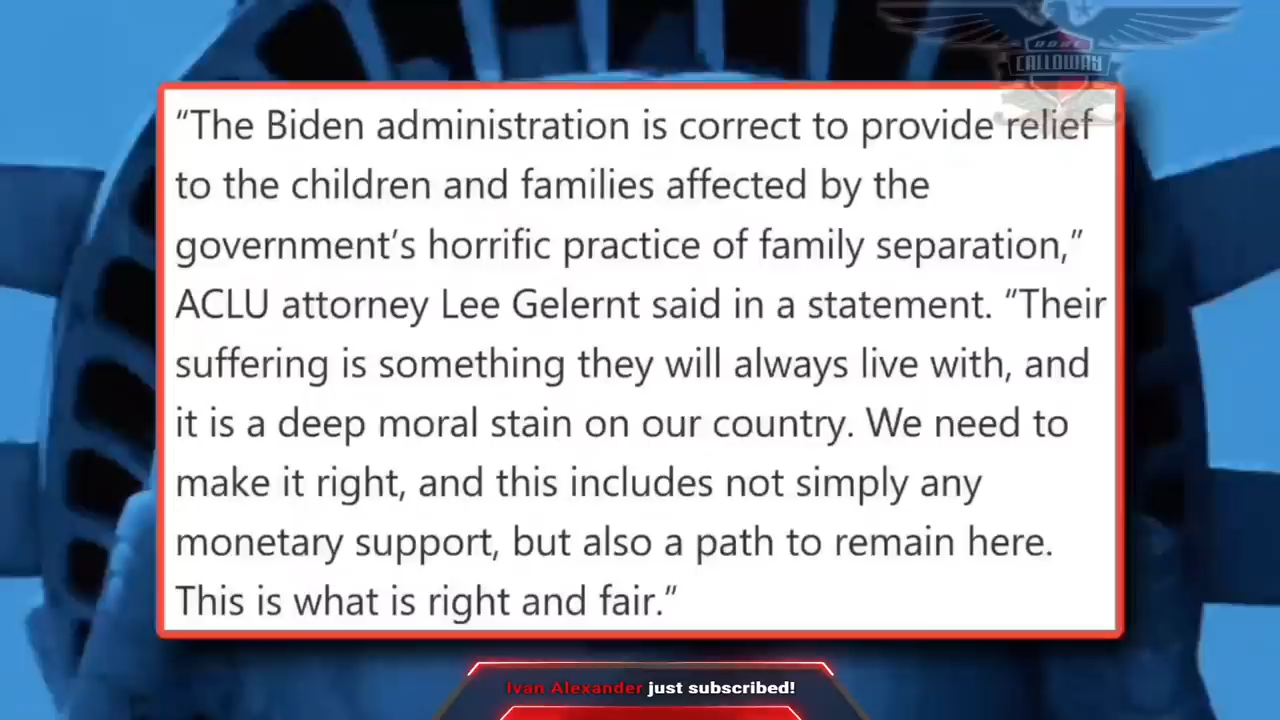 DDHC
CALLOWAY
“The Biden administration is correct to provide relief
to the children and families affected by the
government’s horrific practice of family separation,”
ACLU attorney Lee Gelernt said in a statement. “Their
suffering is something they will always live with, and
it is a deep moral stain on our country. We need to
make it right, and this includes not simply any
monetary support, but also a path to remain here.
This is what is right and fair.”
Ivan Alexander just subscribed!